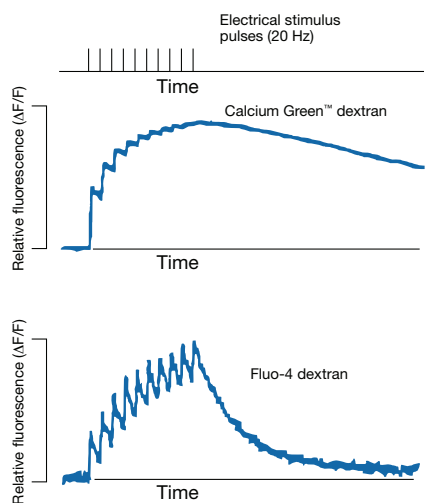 Electrical stimulus
pulses (20 Hz)
Time
Calcium Green™ dextran
Relative fluorescence (ΔF/F)
Time
Fluo-4 dextran
Relative fluorescence (ΔF/F)
Time